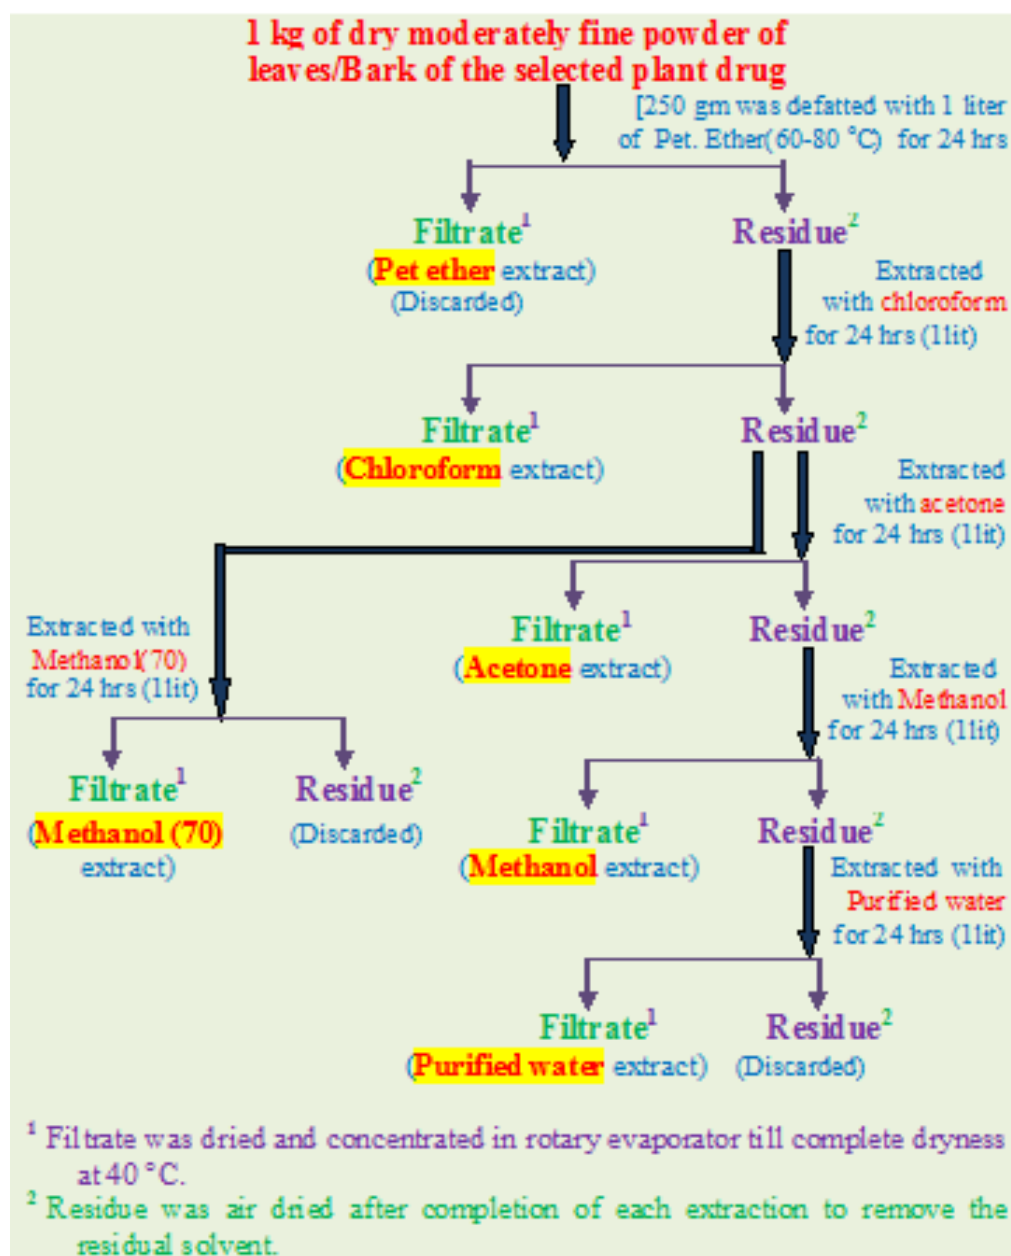 1 kg of dry moderately fine powder of
leaves/Bark of the selected plant drug
[250 gm was defatted with 1 liter
of Pet. Ether(60-80 °C) for 24 hrs
Filtrate¹
(Pet ether extract)
(Discarded)
Residue²
Extracted
with chloroform
for 24 hrs (1lit)
Filtrate¹
(Chloroform extract)
Residue²
Extracted
with acetone
for 24 hrs (1lit)
Extracted with
Methanol(70)
for 24 hrs (1lit)
Filtrate¹
(Acetone extract)
Residue²
Extracted
with Methanol
for 24 hrs (1lit)
Filtrate¹
(Methanol (70)
extract)
Residue²
(Discarded)
Filtrate¹
(Methanol extract)
Residue²
Extracted with
Purified water
for 24 hrs (1lit)
Filtrate¹
(Purified water extract)
Residue²
(Discarded)
¹ Filtrate was dried and concentrated in rotary evaporator till complete dryness
at 40 °C.
² Residue was air dried after completion of each extraction to remove the
residual solvent.